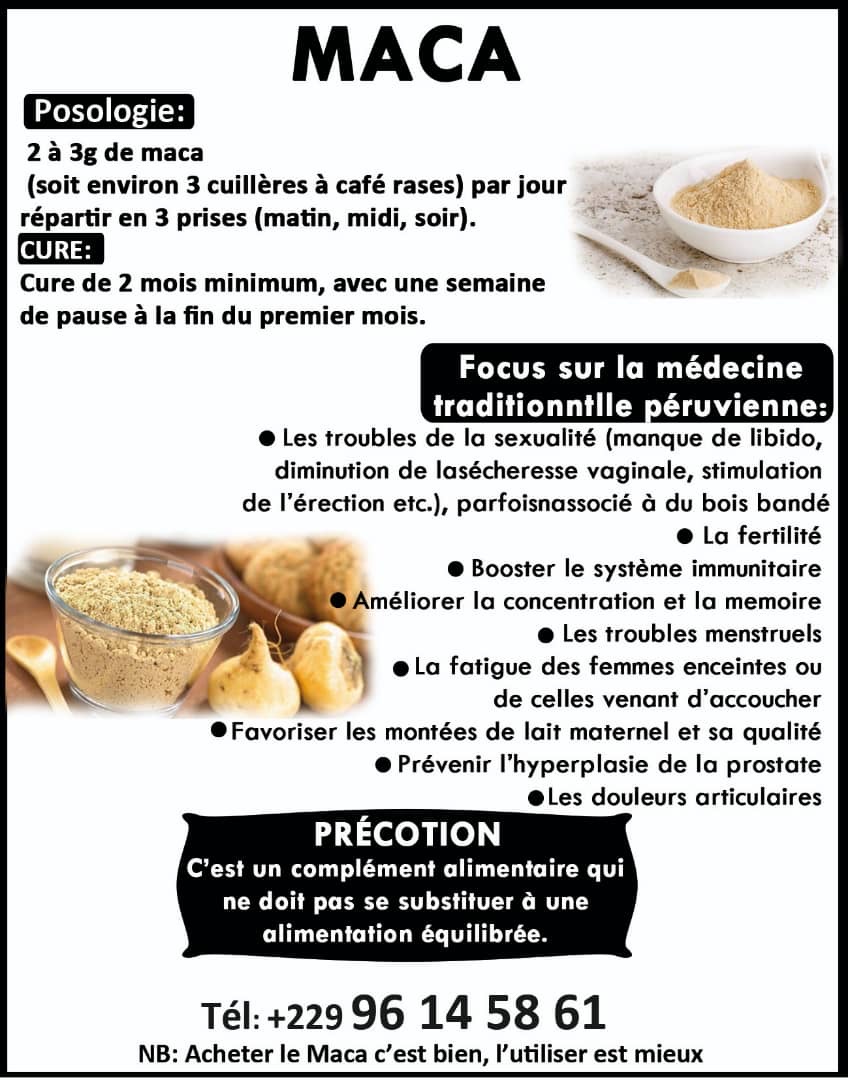 MACA
Posologie:
2 à 3g de maca
(soit environ 3 cuillères à café rases) par jour
répartir en 3 prises (matin, midi, soir).
CURE:
Cure de 2 mois minimum, avec une semaine
de pause à la fin du premier mois.
Focus sur la médecine
traditionntlle péruvienne:
● Les troubles de la sexualité (manque de libido,
diminution de lasécheresse vaginale, stimulation
de l'érection etc.), parfoisnassocié à du bois bandé
● La fertilité
● Booster le système immunitaire
● Améliorer la concentration et la memoire
● Les troubles menstruels
● La fatigue des femmes enceintes ou
de celles venant d'accoucher
● Favoriser les montées de lait maternel et sa qualité
● Prévenir l'hyperplasie de la prostate
● Les douleurs articulaires
PRÉCOTION
C'est un complément alimentaire qui
ne doit pas se substituer à une
alimentation équilibrée.
Tél: +229 96 14 58 61
NB: Acheter le Maca c'est bien, l'utiliser est mieux